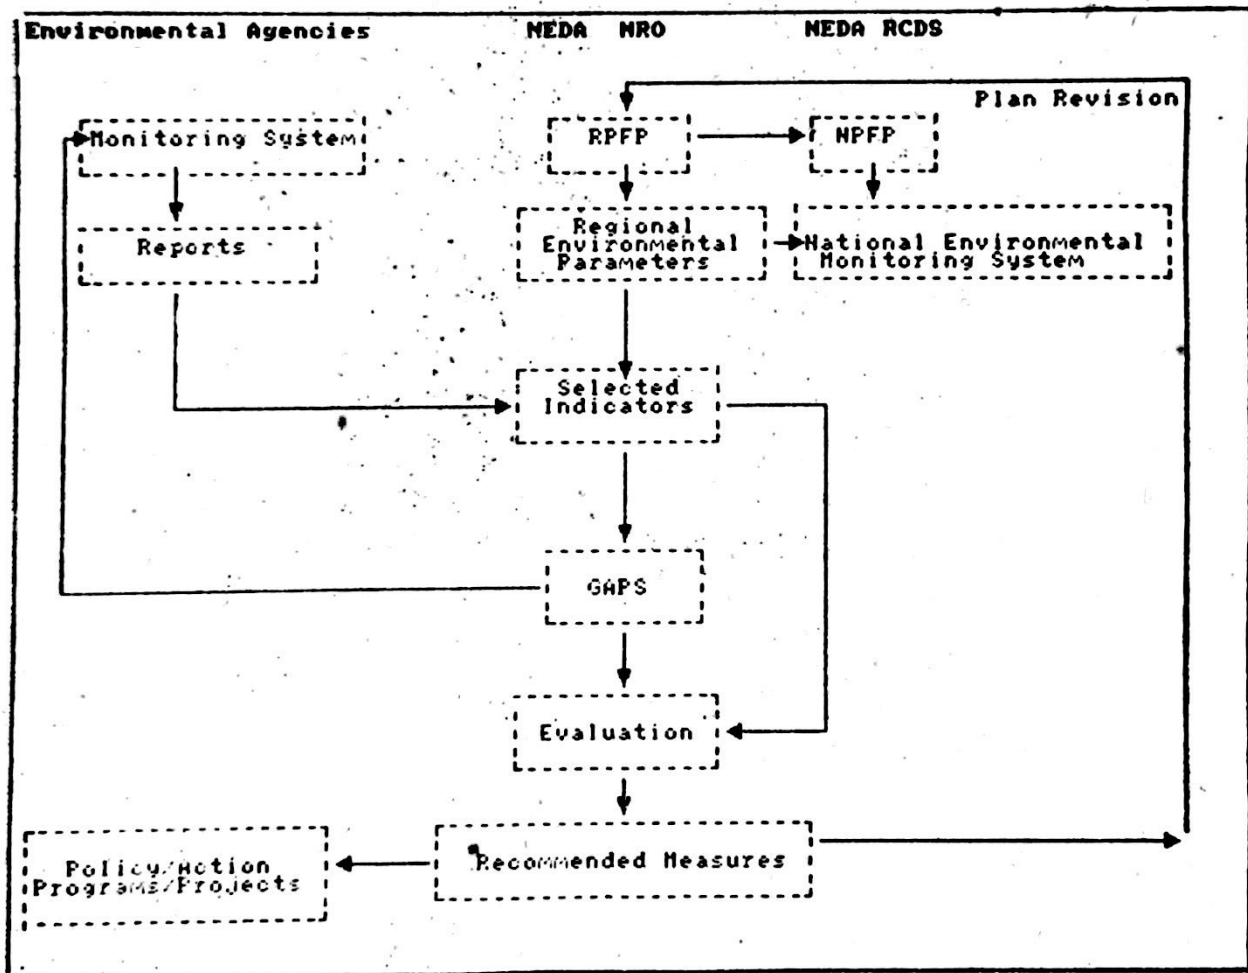 Environmental Agencies NEDA NRO NEDA RCDS
Plan Revision
Monitoring System
RPFP
NPFP
Reports
Regional
Environmental
Parameters
National Environmental
Monitoring System
Selected
Indicators
GAPS
Evaluation
Policy/Action
Programs/Projects
Recommended Measures